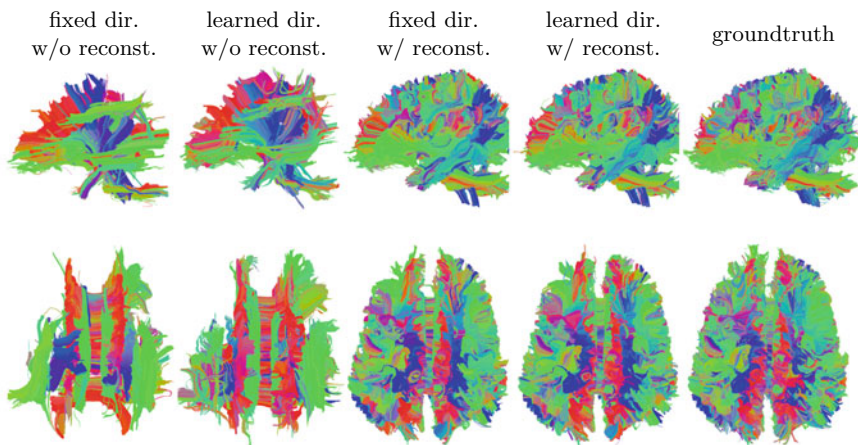 fixed dir.
w/o reconst.
learned dir.
w/o reconst.
fixed dir.
w/ reconst.
learned dir.
w/ reconst.
groundtruth